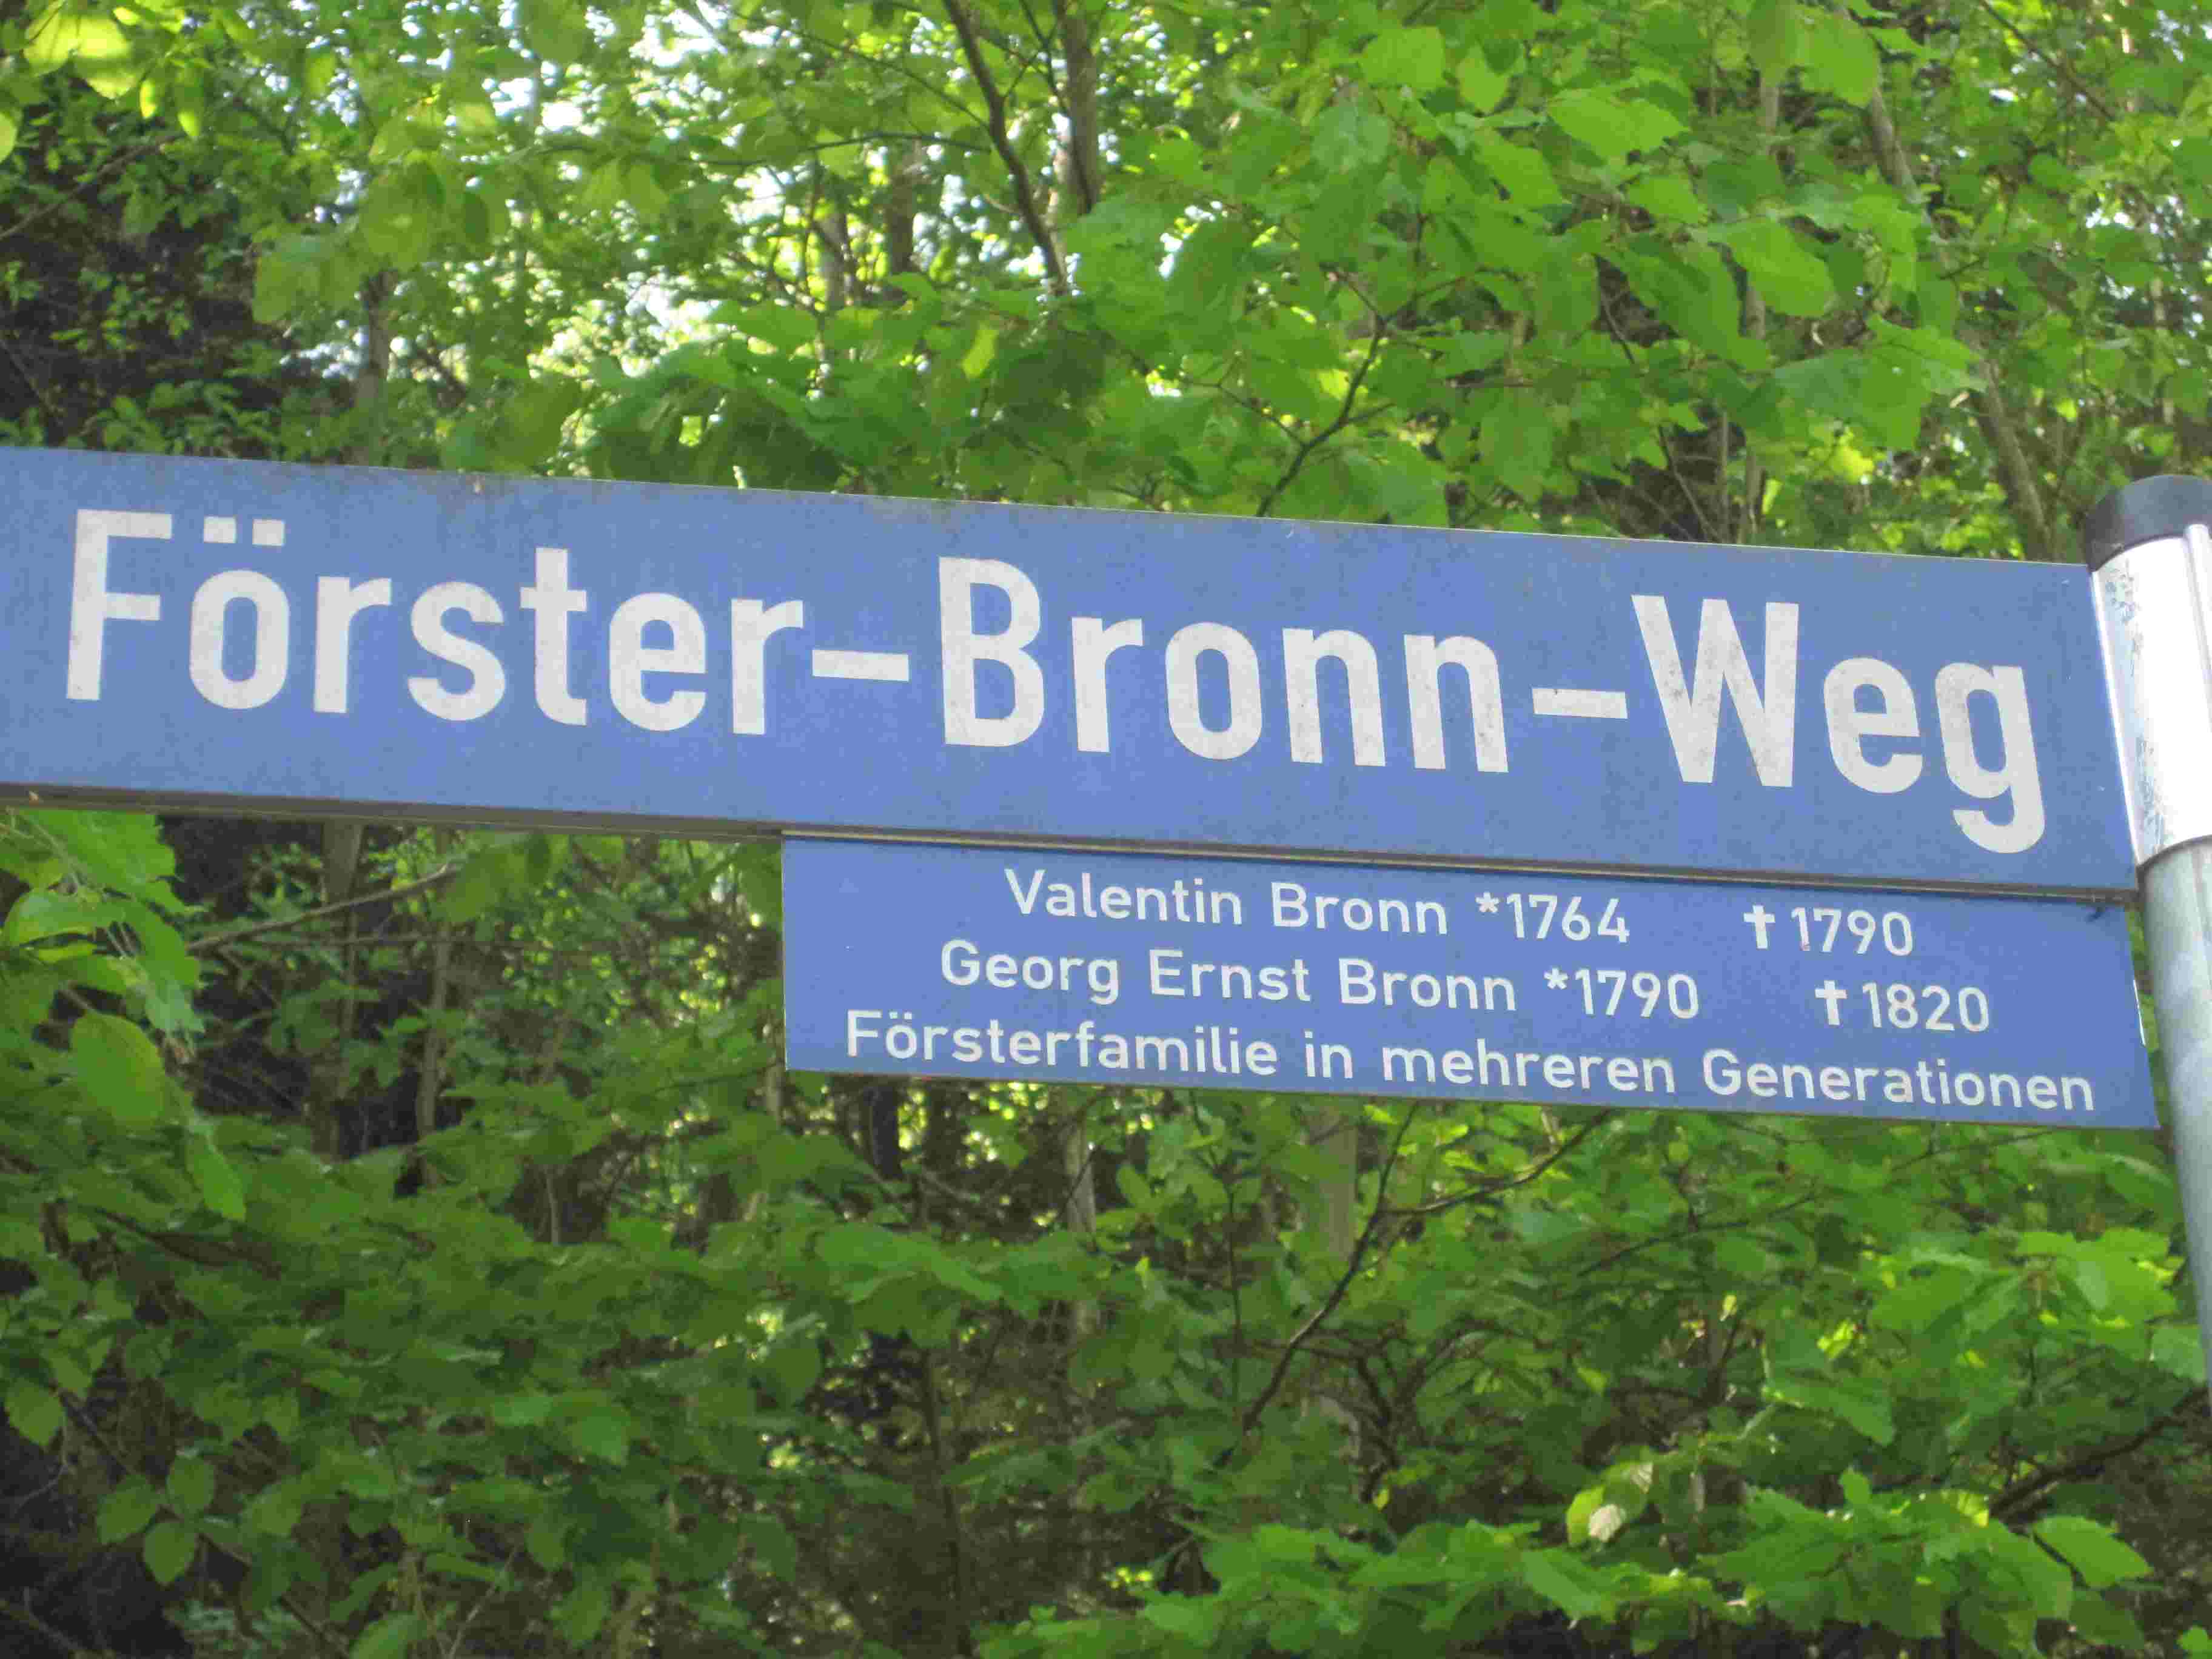 Förster-Bronn-Weg
Valentin Bronn *1764 ✝1790
Georg Ernst Bronn *1790 ✝1820
Försterfamilie in mehreren Generationen